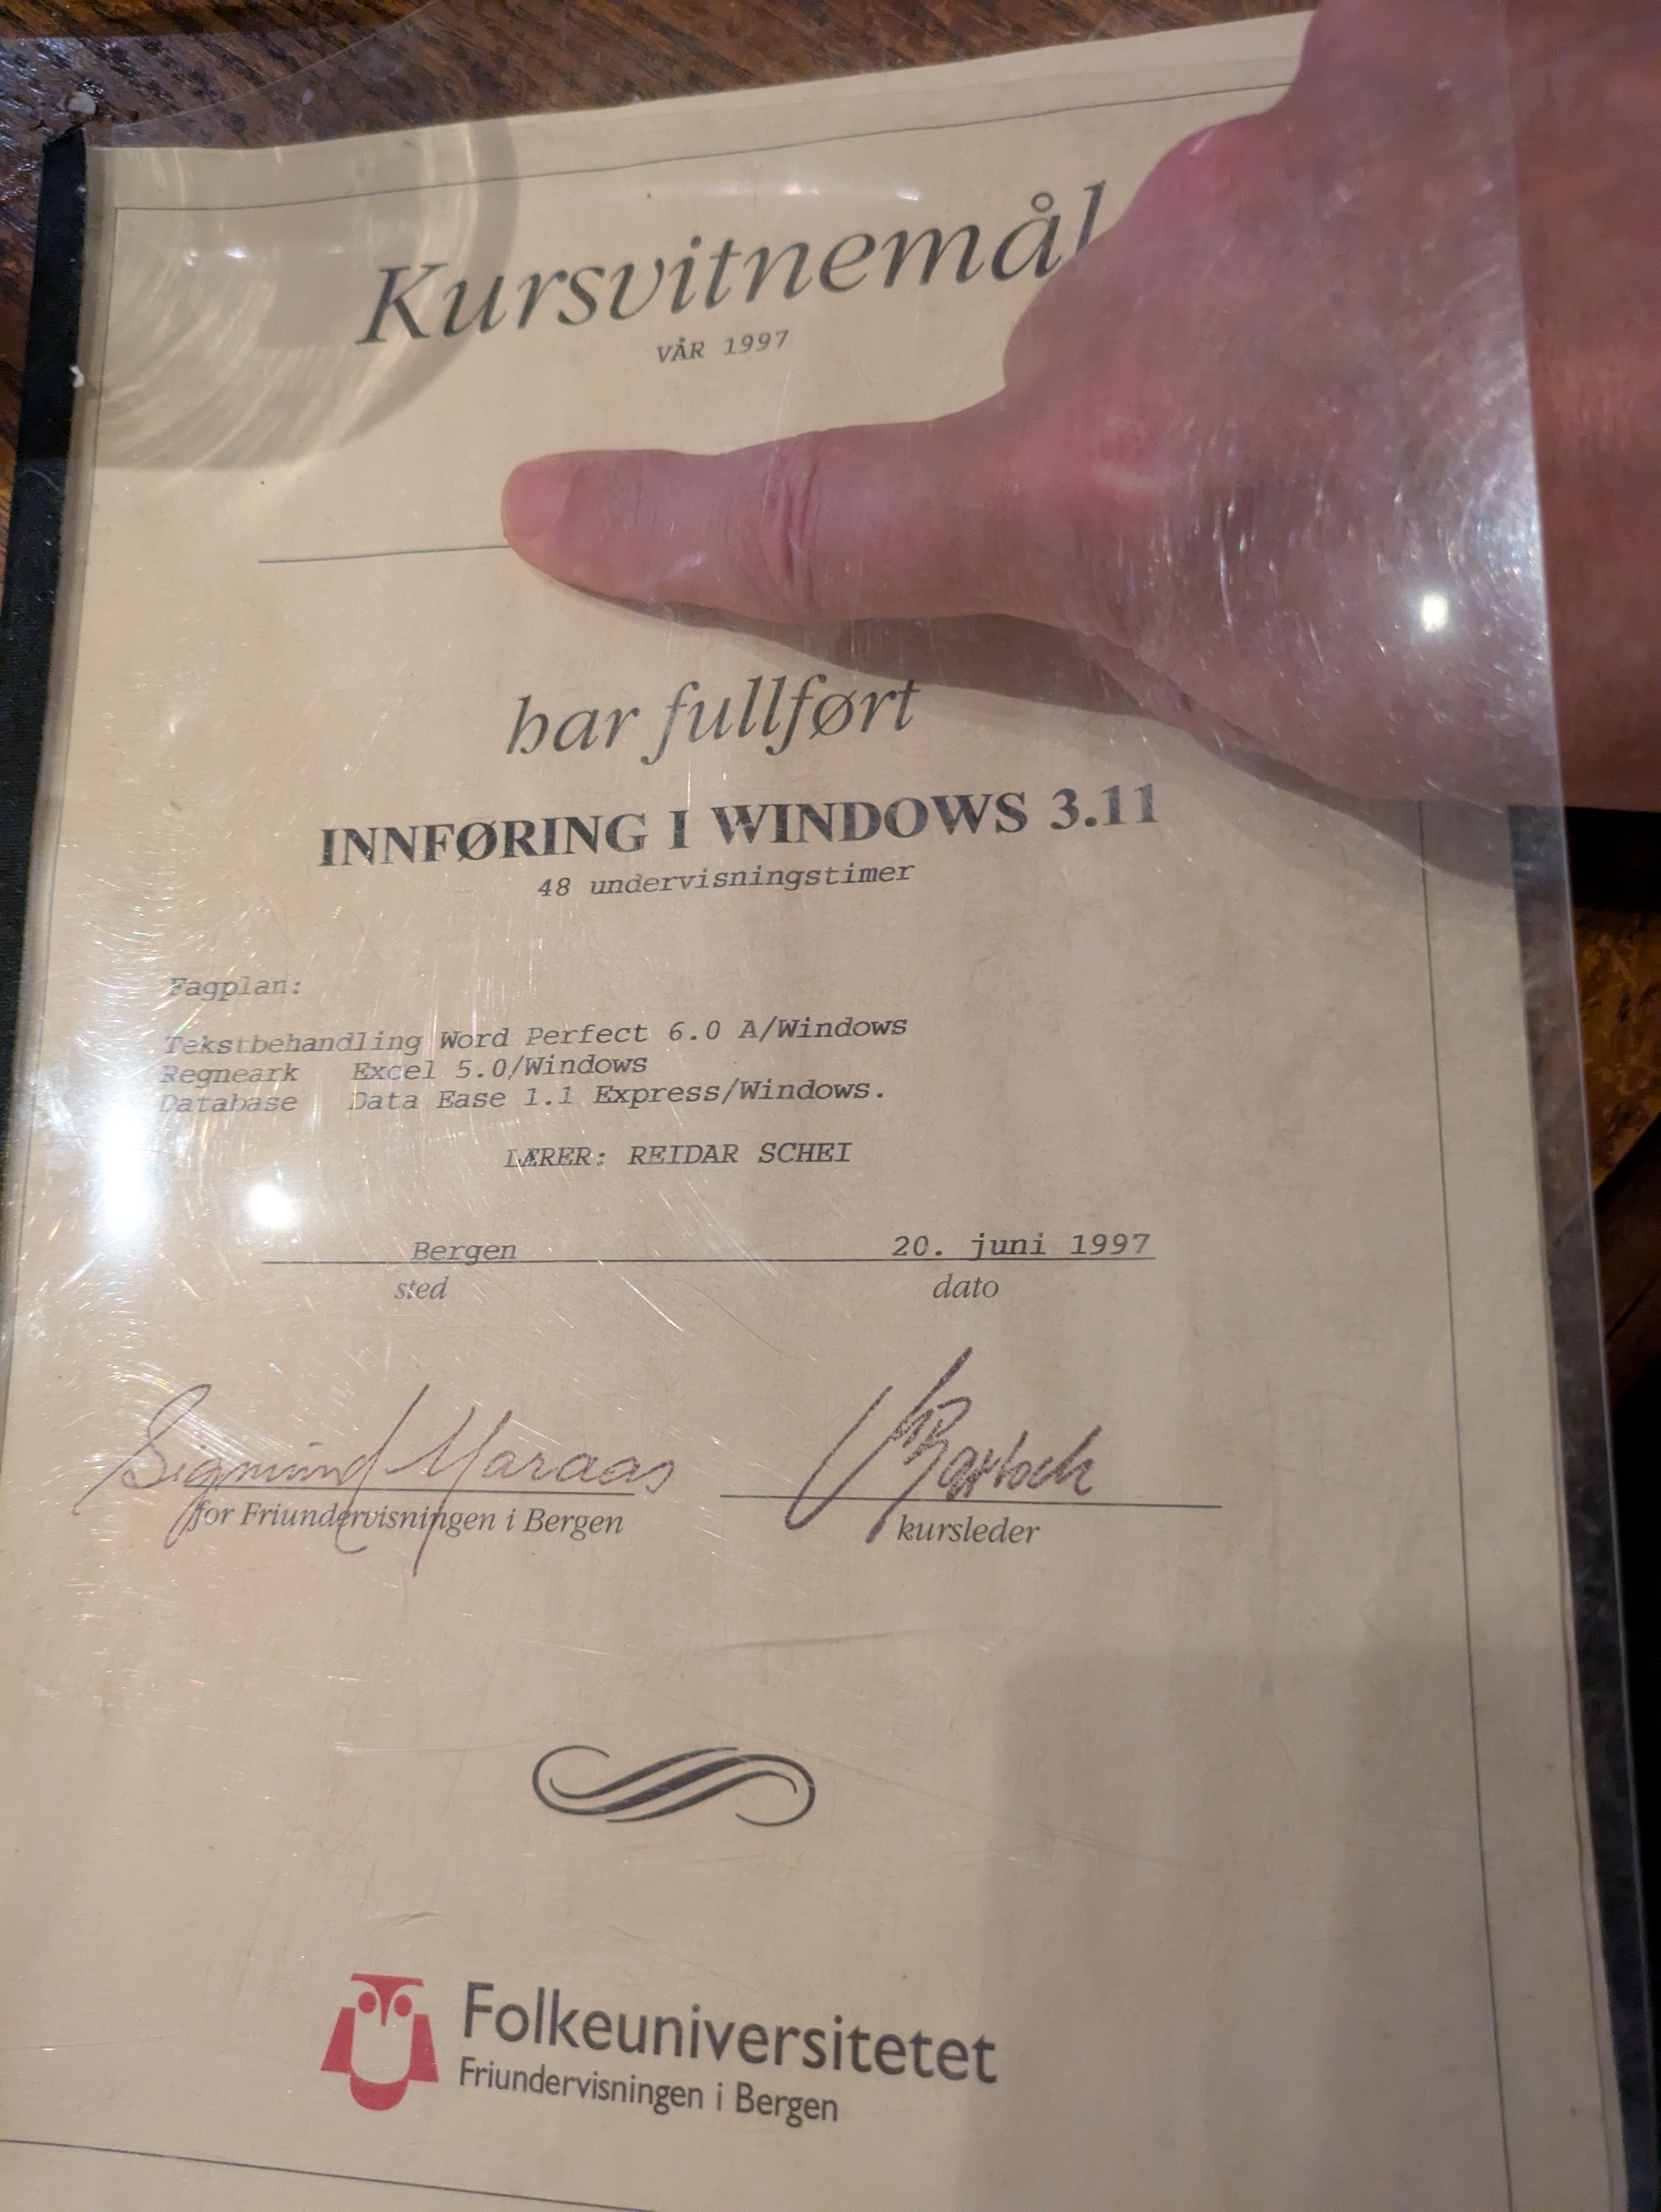 Kursvitnemål
VÅR 1997
har fullført
INNFØRING I WINDOWS 3.11
48 undervisningstimer
Fagplan:
Tekstbehandling Word Perfect 6.0 A/Windows
Regneark Excel 5.0/Windows
Database Data Ease 1.1 Express/Windows.
LÆRER: REIDAR SCHEI
Bergen 20. juni 1997
sted dato
Sigmund Maraas
for Friundervisningen i Bergen kursleder
Folkeuniversitetet
Friundervisningen i Bergen